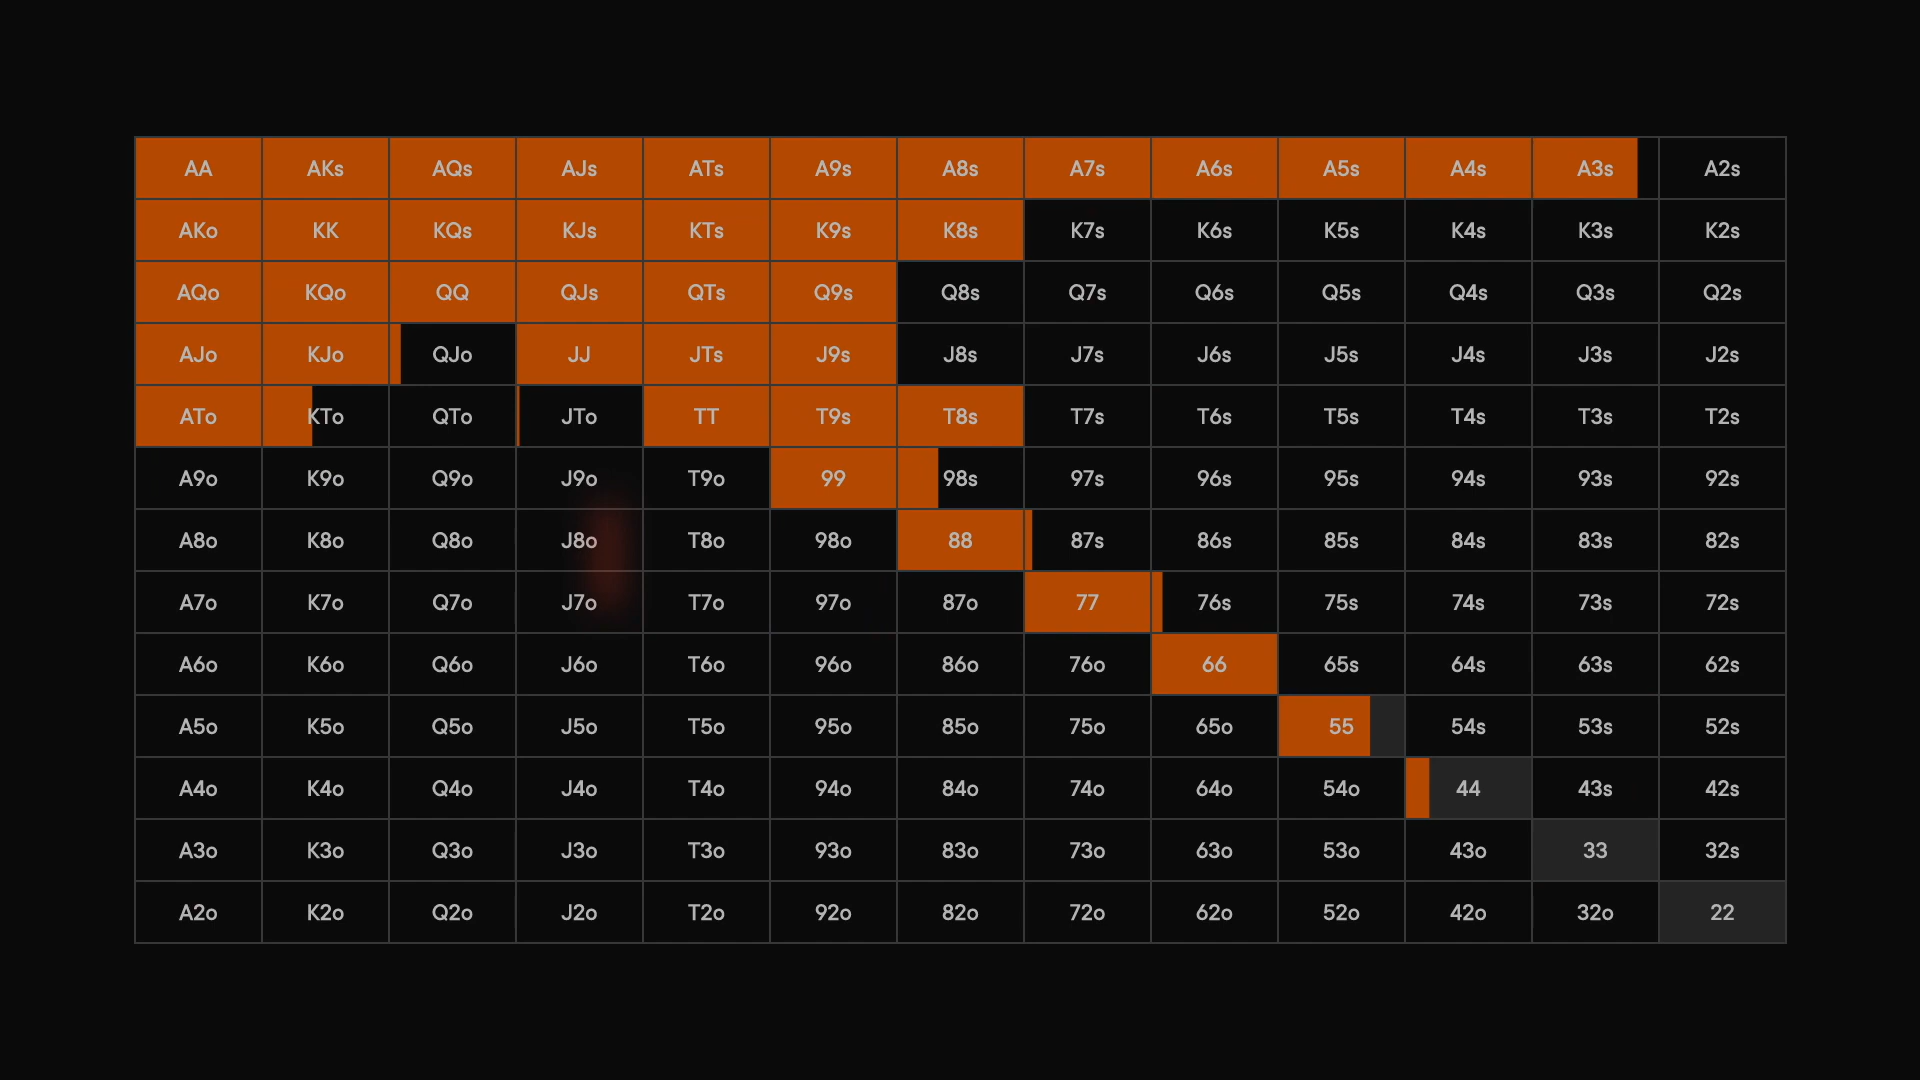 AA AKs AQs AJs ATs A9s A8s A7s A6s A5s A4s A3s A2s
AKo KK KQs KJs KTs K9s K8s K7s K6s K5s K4s K3s K2s
AQo KQo QQ QJs QTs Q9s Q8s Q7s Q6s Q5s Q4s Q3s Q2s
AJo KJo QJo JJ JTs J9s J8s J7s J6s J5s J4s J3s J2s
ATo KTo QTo JTo TT T9s T8s T7s T6s T5s T4s T3s T2s
A9o K9o Q9o J9o T9o 99 98s 97s 96s 95s 94s 93s 92s
A8o K8o Q8o J8o T8o 98o 88 87s 86s 85s 84s 83s 82s
A7o K7o Q7o J7o T7o 97o 87o 77 76s 75s 74s 73s 72s
A6o K6o Q6o J6o T6o 96o 86o 76o 66 65s 64s 63s 62s
A5o K5o Q5o J5o T5o 95o 85o 75o 65o 55 54s 53s 52s
A4o K4o Q4o J4o T4o 94o 84o 74o 64o 54o 44 43s 42s
A3o K3o Q3o J3o T3o 93o 83o 73o 63o 53o 43o 33 32s
A2o K2o Q2o J2o T2o 92o 82o 72o 62o 52o 42o 32o 22